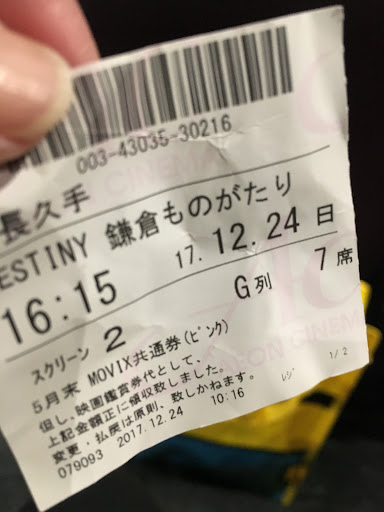 003-43035-30216
長久手
ESTINY 鎌倉ものがたり
17.12.24 日
16:15 G列 7席
スクリーン 2
5月末 MOVIX共通券(ピンク)
但し、映画鑑賞券代として、
上記金額正に領収致しました。
変更・払戻は原則、致しかねます。
079093 2017.12.24 10:16 ﾚｼﾞ 1/2